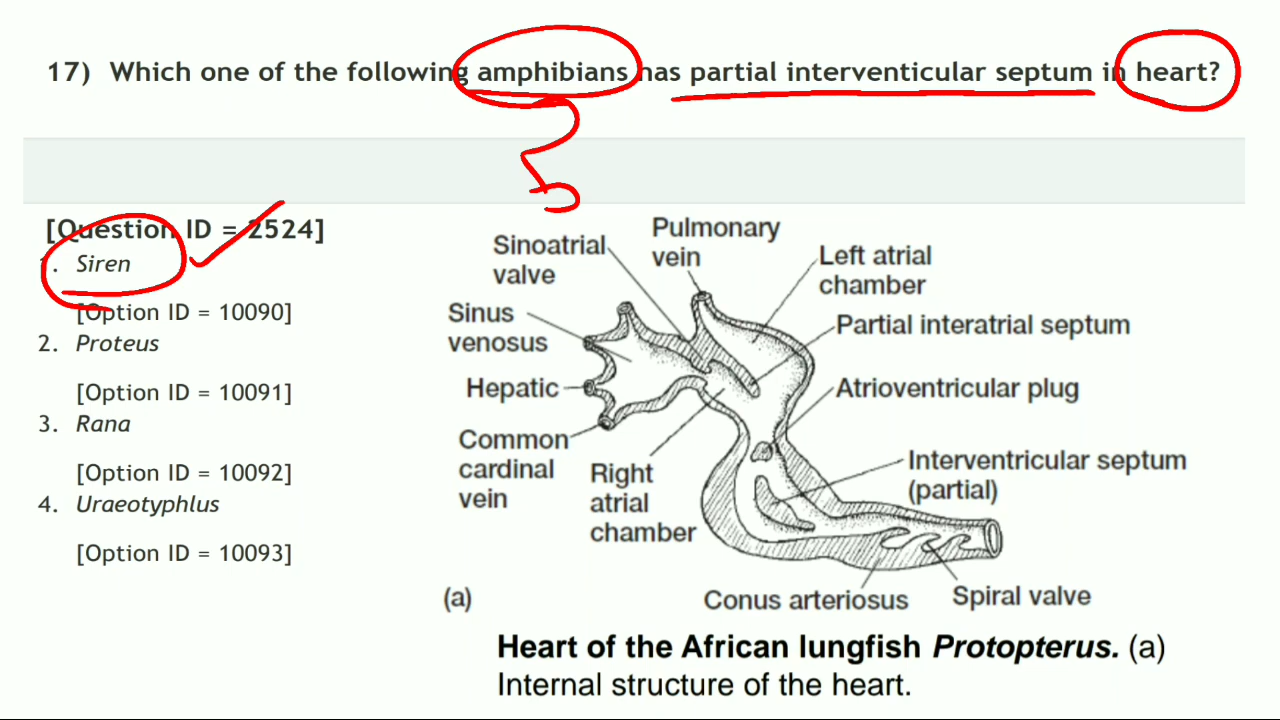 17) Which one of the following amphibians has partial interventicular septum in heart?
[Question ID = 2524]
1. Siren
[Option ID = 10090]
2. Proteus
[Option ID = 10091]
3. Rana
[Option ID = 10092]
4. Uraeotyphlus
[Option ID = 10093]
Sinoatrial
valve
Pulmonary
vein
Left atrial
chamber
Sinus
venosus
Partial interatrial septum
Hepatic
Atrioventricular plug
Common
cardinal
vein
Right
atrial
chamber
Interventricular septum
(partial)
(a)
Conus arteriosus
Spiral valve
Heart of the African lungfish Protopterus. (a)
Internal structure of the heart.